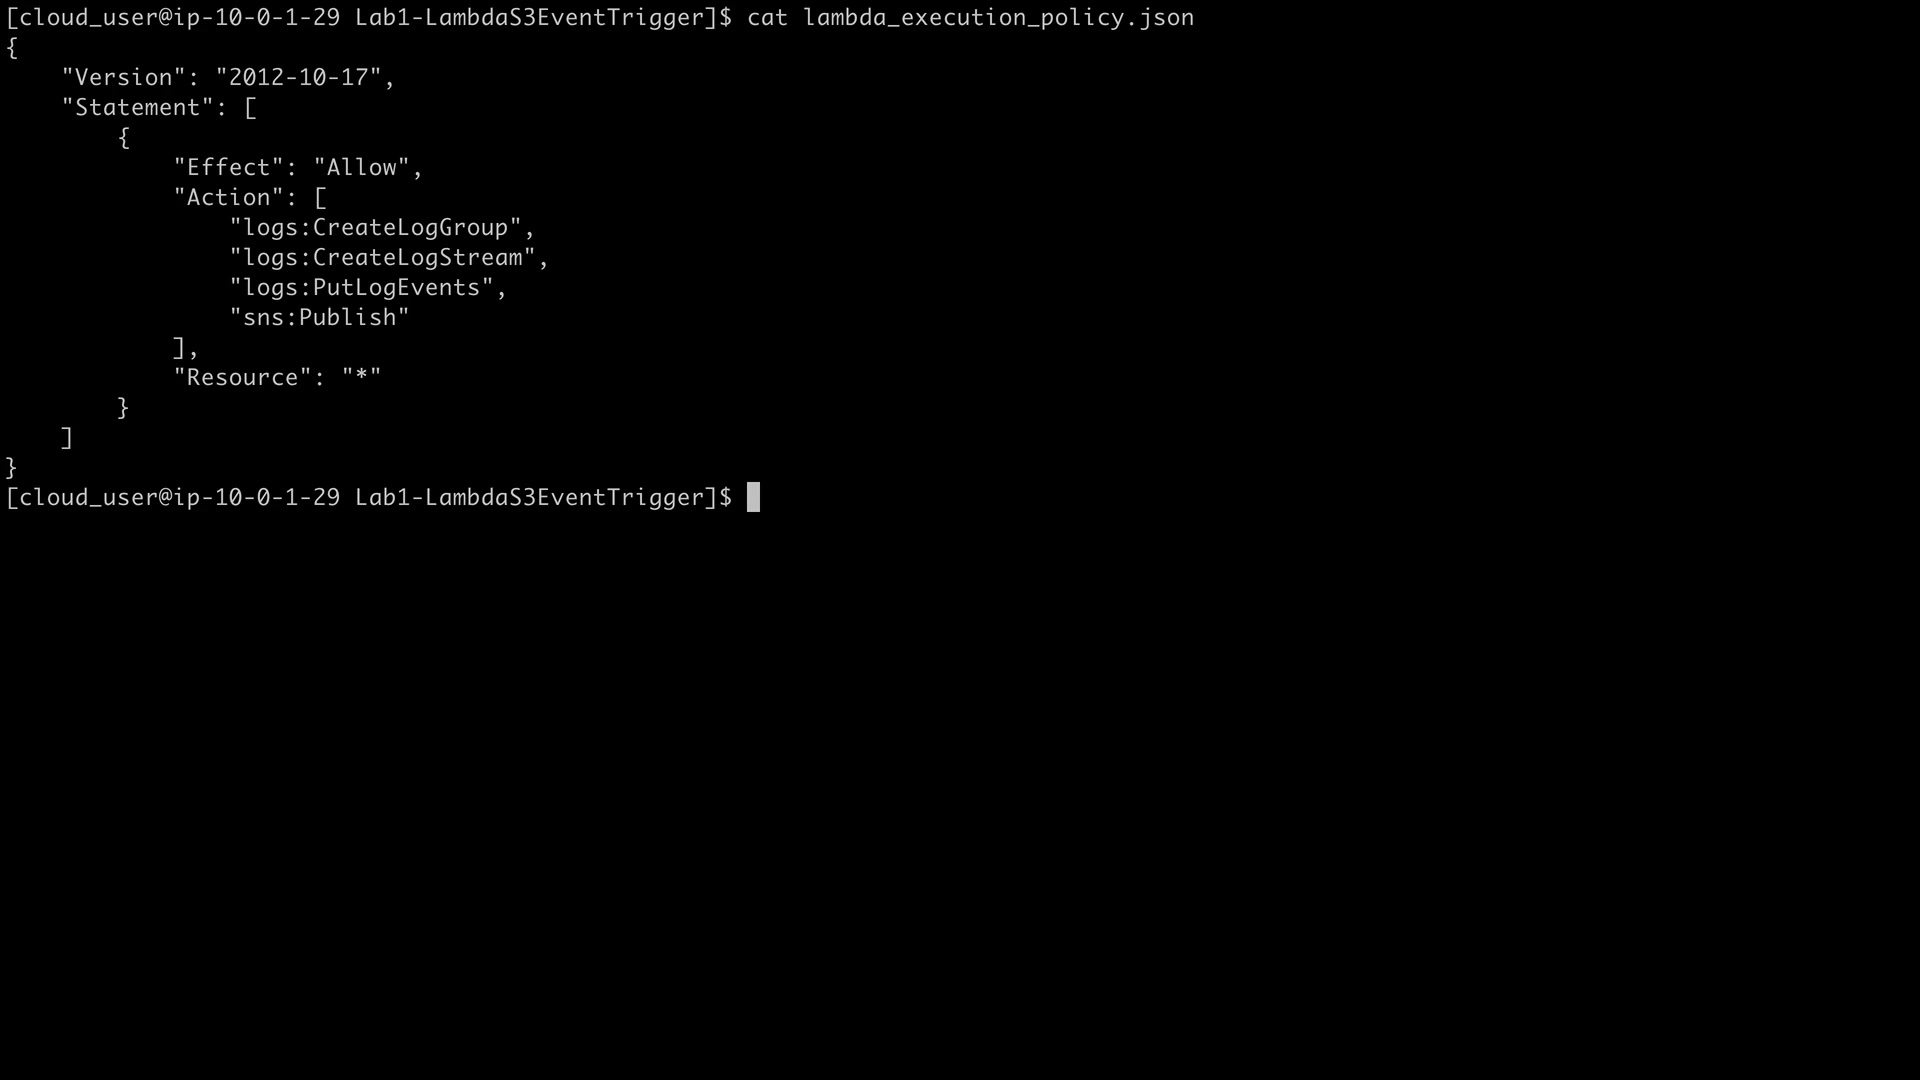 [cloud_user@ip-10-0-1-29 Lab1-LambdaS3EventTrigger]$ cat lambda_execution_policy.json
{
    "Version": "2012-10-17",
    "Statement": [
        {
            "Effect": "Allow",
            "Action": [
                "logs:CreateLogGroup",
                "logs:CreateLogStream",
                "logs:PutLogEvents",
                "sns:Publish"
            ],
            "Resource": "*"
        }
    ]
}
[cloud_user@ip-10-0-1-29 Lab1-LambdaS3EventTrigger]$